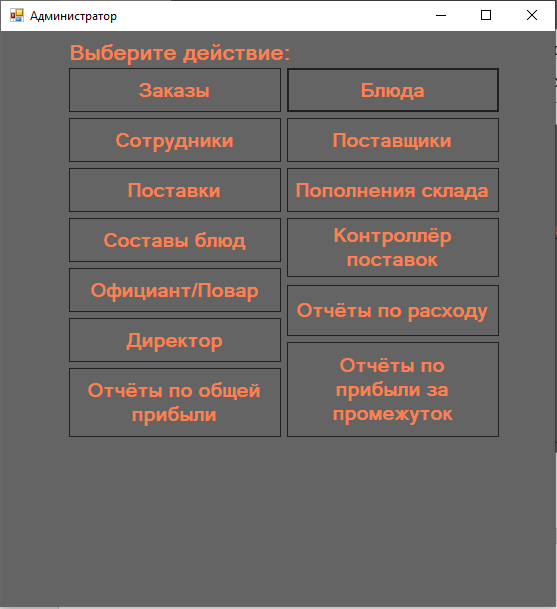 Администратор
Выберите действие:
Заказы
Блюда
Сотрудники
Поставщики
Поставки
Пополнения склада
Составы блюд
Контроллёр
поставок
Официант/Повар
Отчёты по расходу
Директор
Отчёты по общей
прибыли
Отчёты по
прибыли за
промежуток